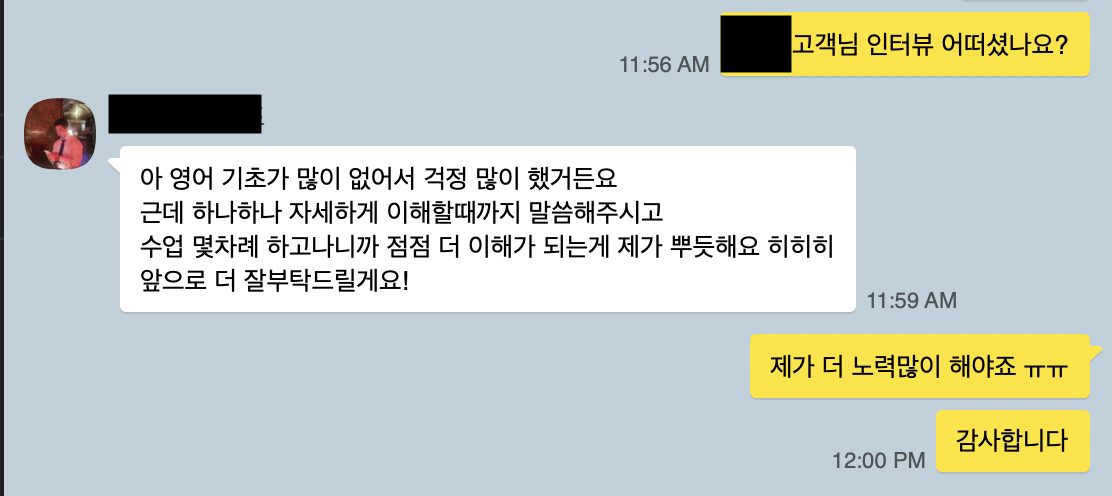 고객님 인터뷰 어떠셨나요?
11:56 AM
아 영어 기초가 많이 없어서 걱정 많이 했거든요
근데 하나하나 자세하게 이해할때까지 말씀해주시고
수업 몇차례 하고나니까 점점 더 이해가 되는게 제가 뿌듯해요 히히히
앞으로 더 잘부탁드릴게요!
11:59 AM
제가 더 노력많이 해야죠 ㅠㅠ
감사합니다
12:00 PM